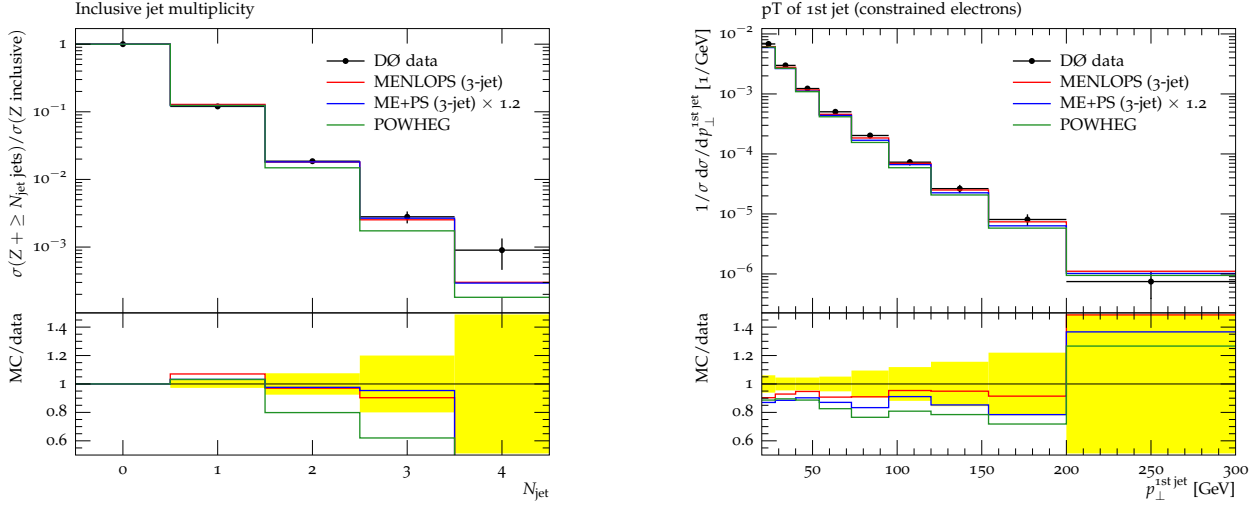 Inclusive jet multiplicity
DØ data
MENLOPS (3-jet)
ME+PS (3-jet) × 1.2
POWHEG
1
10⁻¹
10⁻²
10⁻³
σ(Z + ≥ N_jet jets)/σ(Z inclusive)
1.4
1.2
1
0.8
0.6
MC/data
0 1 2 3 4
N_jet
pT of 1st jet (constrained electrons)
DØ data
MENLOPS (3-jet)
ME+PS (3-jet) × 1.2
POWHEG
10⁻²
10⁻³
10⁻⁴
10⁻⁵
10⁻⁶
1/σ dσ/dp_⊥^{1st jet} [1/GeV]
1.4
1.2
1
0.8
0.6
MC/data
50 100 150 200 250 300
p_⊥^{1st jet} [GeV]